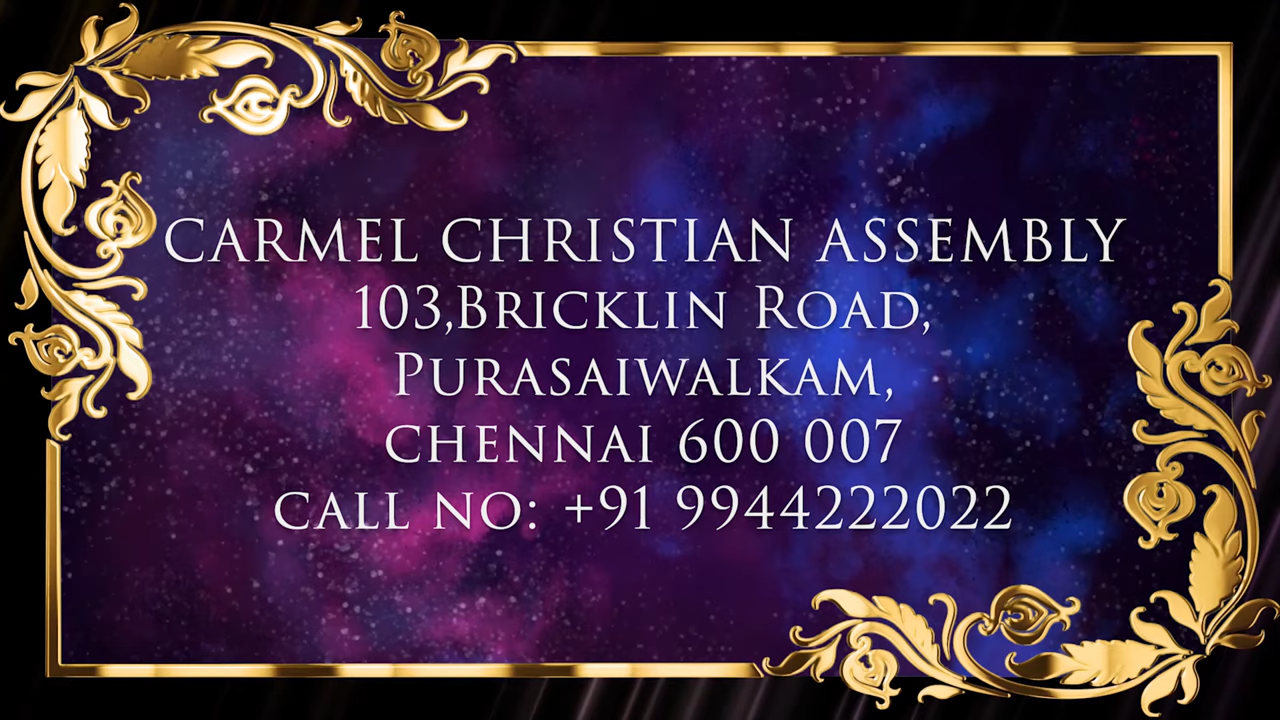 CARMEL CHRISTIAN ASSEMBLY
103,Bricklin Road,
Purasaiwalkam,
chennai 600 007
call no: +91 9944222022